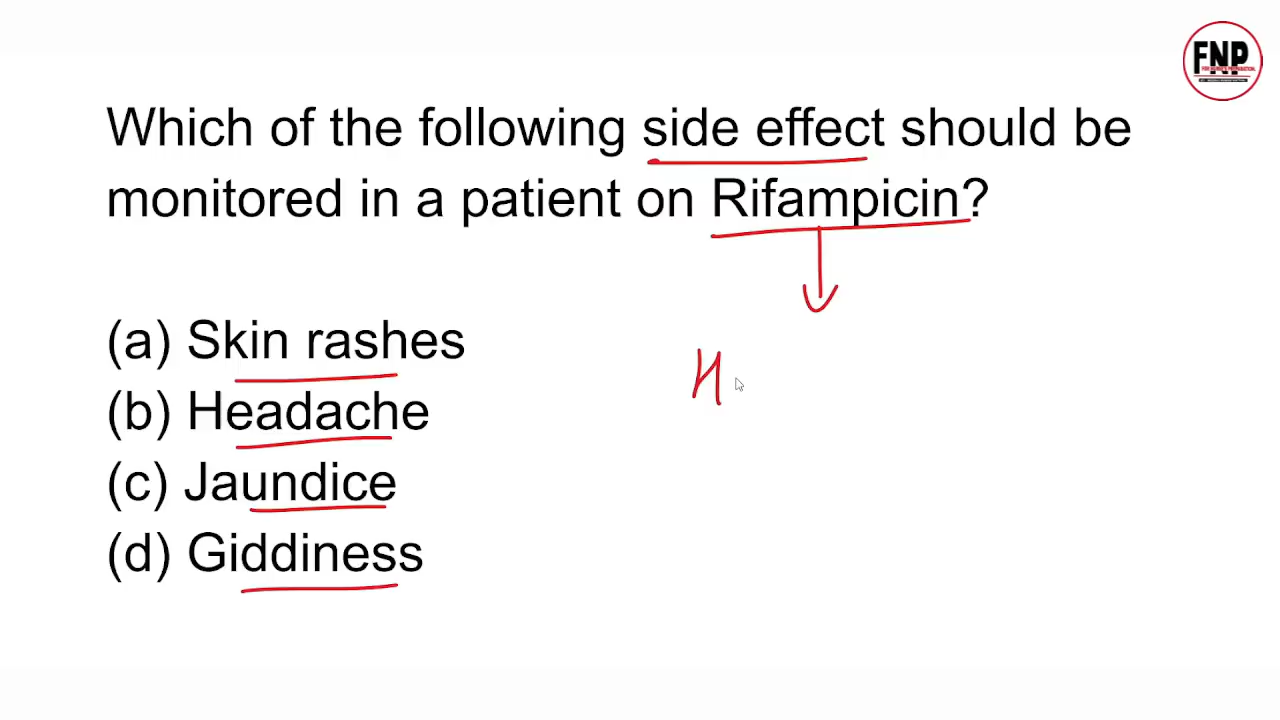 FNP
Which of the following side effect should be
monitored in a patient on Rifampicin?
(a) Skin rashes
H
(b) Headache
(c) Jaundice
(d) Giddiness